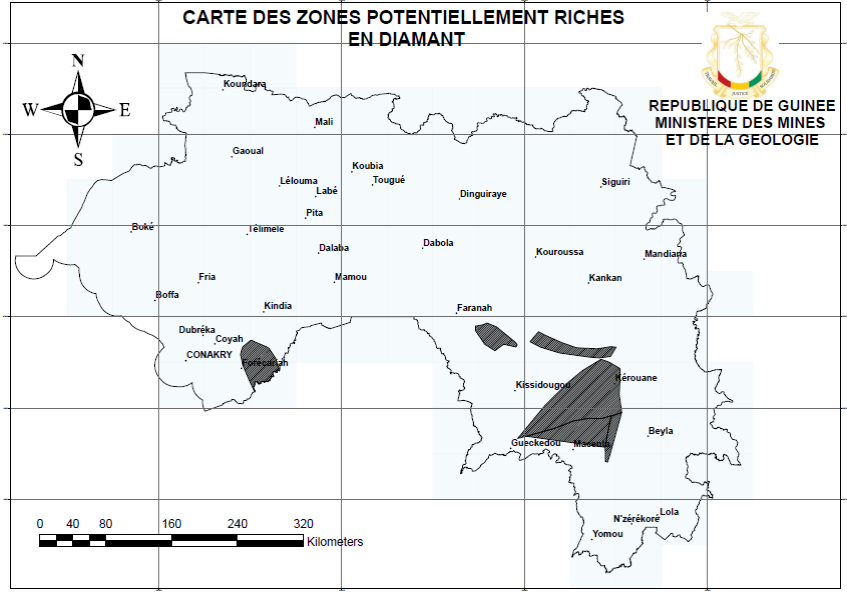 CARTE DES ZONES POTENTIELLEMENT RICHES
EN DIAMANT
JUSTICE
REPUBLIQUE DE GUINEE
MINISTERE DES MINES
ET DE LA GEOLOGIE
N
W E
S
Koundara
Mali
Gaoual
Koubia
Lélouma
Tougué
Labé
Siguiri
Dinguiraye
Pita
Boké
Télimele
Dabola
Dalaba
Kouroussa
Mandiana
Fria
Mamou
Kankan
Boffa
Kindia
Faranah
Dubréka
Coyah
CONAKRY
Forécariah
Kissidougou
Kérouane
Beyla
Gueckedou
Macenta
Lola
N'zérékoré
Yomou
0 40 80 160 240 320
Kilometers